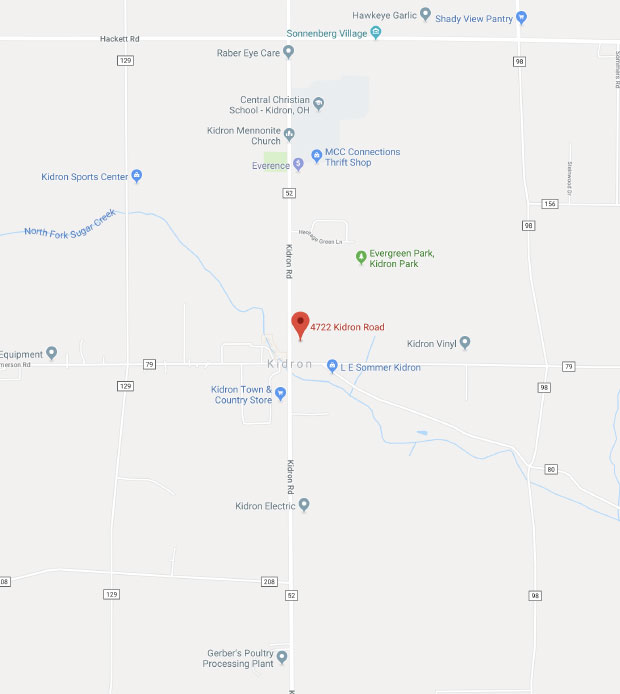 Hawkeye Garlic
Shady View Pantry
Sonnenberg Village
Hackett Rd
Raber Eye Care
129
98
Sommers Rd
Central Christian
School - Kidron, OH
Kidron Mennonite
Church
MCC Connections
Thrift Shop
Everence
Kidron Sports Center
52
156
98
North Fork Sugar Creek
Heritage Green Ln
Kidron Rd
Evergreen Park,
Kidron Park
4722 Kidron Road
Kidron Vinyl
Equipment
merson Rd
79
Kidron
L E Sommer Kidron
79
129
98
Kidron Town &
Country Store
Kidron Rd
80
Kidron Electric
08
208
129
52
98
Gerber's Poultry
Processing Plant
K